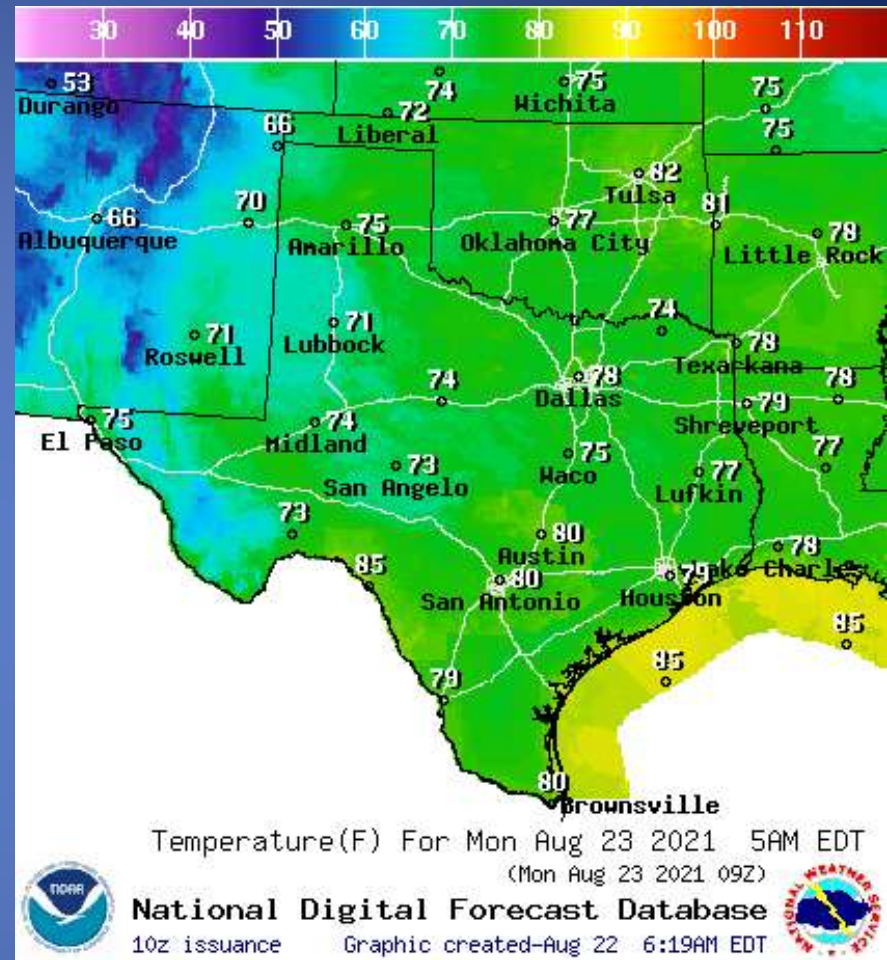 30 40 50 60 70 80 90 100 110
53
Durango
74
72
Liberal
75
Wichita
75
75
66
82
Tulsa
66
Albuquerque
70
75
Amarillo
77
Oklahoma City
81
78
Little Rock
71
Roswell
71
Lubbock
74
78
Texarkana
78
Dallas
74
79
Shreveport
78
75
El Paso
74
Midland
73
San Angelo
75
Waco
77
Lufkin
77
73
80
Austin
78
Lake Charles
85
80
San Antonio
79
Houston
85
85
79
80
Brownsville
Temperature(F) For Mon Aug 23 2021 5AM EDT
(Mon Aug 23 2021 09Z)
NOAA
National Digital Forecast Database
10z issuance Graphic created-Aug 22 6:19AM EDT
NATIONAL WEATHER SERVICE